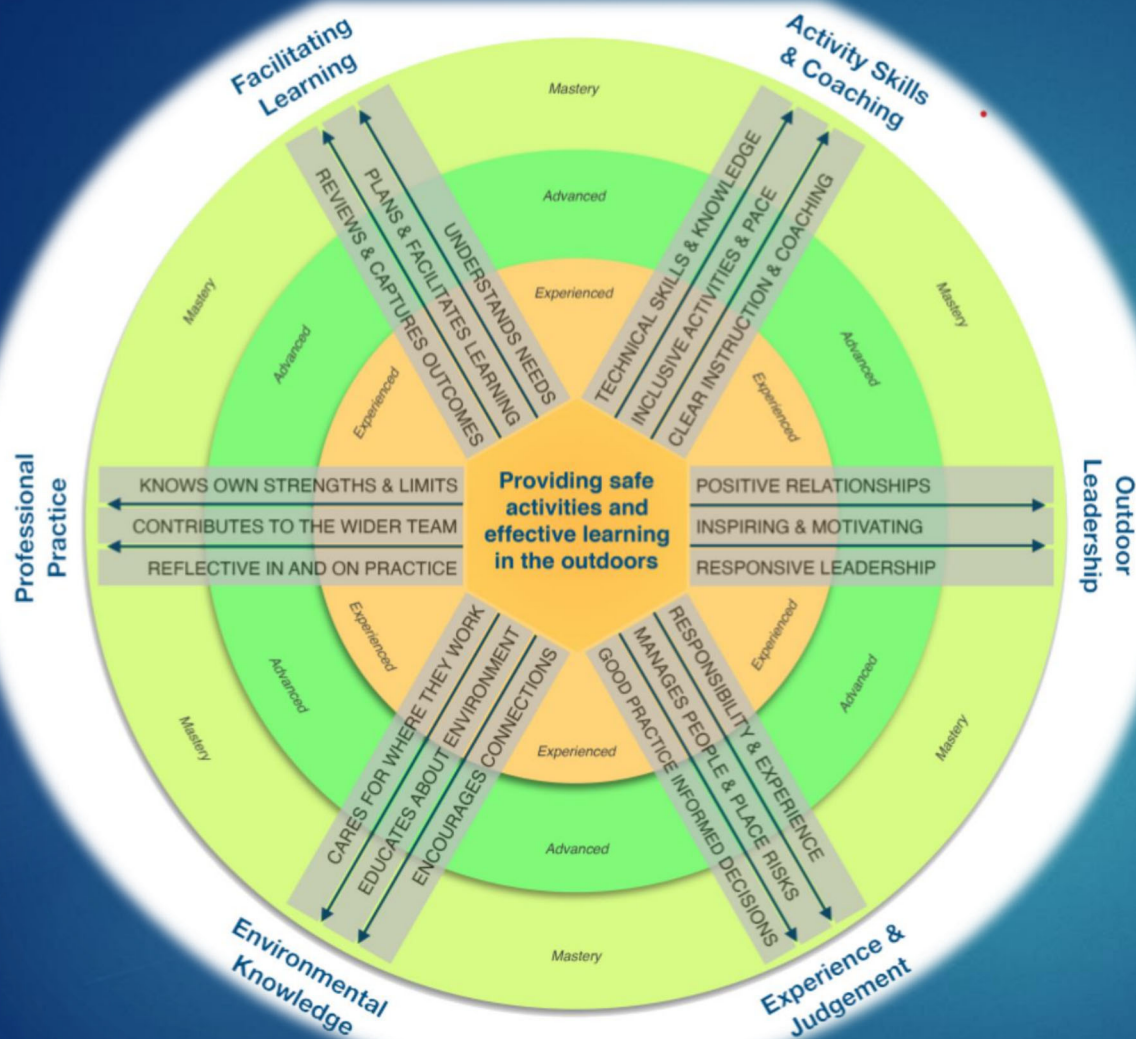 Facilitating
Learning
Activity Skills
& Coaching
Mastery
Advanced
Experienced
REVIEWS & CAPTURES OUTCOMES
PLANS & FACILITATES LEARNING
UNDERSTANDS NEEDS
TECHNICAL SKILLS & KNOWLEDGE
INCLUSIVE ACTIVITIES & PACE
CLEAR INSTRUCTION & COACHING
Mastery
Advanced
Experienced
Mastery
Advanced
Experienced
Professional
Practice
KNOWS OWN STRENGTHS & LIMITS
CONTRIBUTES TO THE WIDER TEAM
REFLECTIVE IN AND ON PRACTICE
Providing safe
activities and
effective learning
in the outdoors
POSITIVE RELATIONSHIPS
INSPIRING & MOTIVATING
RESPONSIVE LEADERSHIP
Outdoor
Leadership
Experienced
Advanced
Mastery
Experienced
Advanced
Mastery
CARES FOR WHERE THEY WORK
EDUCATES ABOUT ENVIRONMENT
ENCOURAGES CONNECTIONS
GOOD PRACTICE INFORMED DECISIONS
MANAGES PEOPLE & PLACE RISKS
RESPONSIBILITY & EXPERIENCE
Experienced
Advanced
Mastery
Environmental
Knowledge
Experience &
Judgement